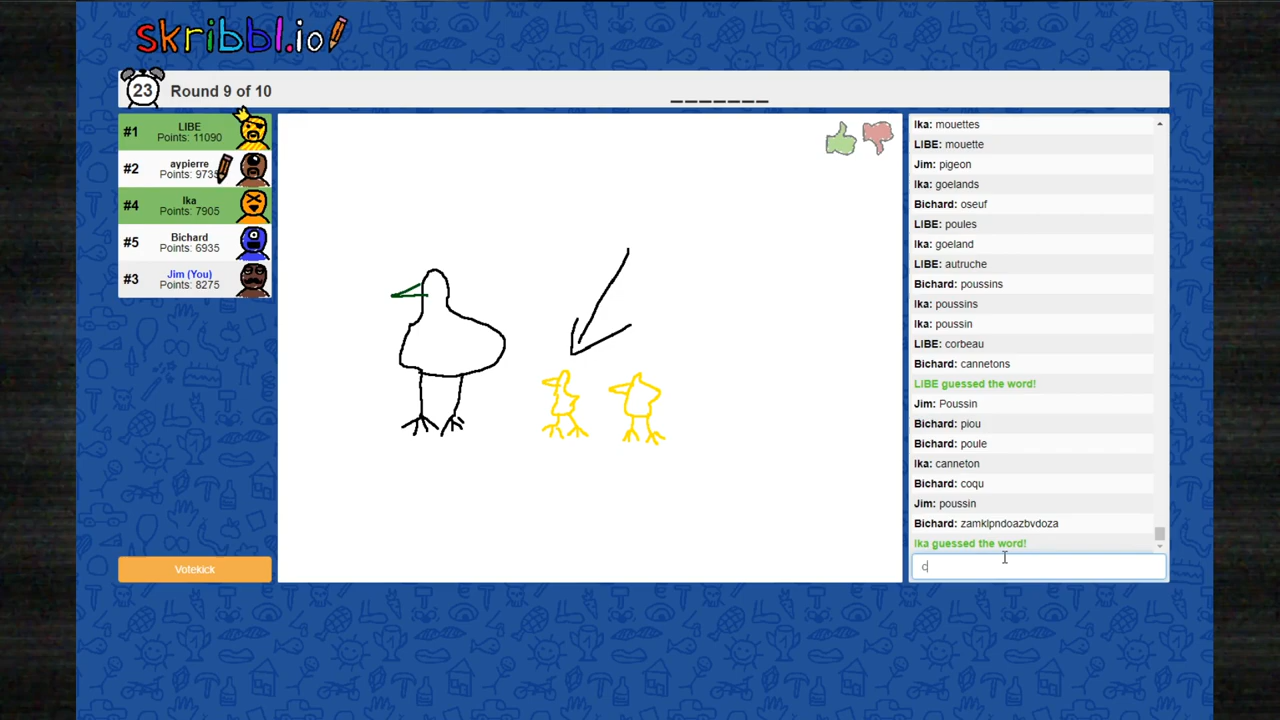 skribbl.io
23
Round 9 of 10
_______
#1
LIBE
Points: 11090
#2
aypierre
Points: 9735
#4
Ika
Points: 7905
#5
Bichard
Points: 6935
#3
Jim (You)
Points: 8275
Votekick
Ika: mouettes
LIBE: mouette
Jim: pigeon
Ika: goelands
Bichard: oseuf
LIBE: poules
Ika: goeland
LIBE: autruche
Bichard: poussins
Ika: poussins
Ika: poussin
LIBE: corbeau
Bichard: cannetons
LIBE guessed the word!
Jim: Poussin
Bichard: piou
Bichard: poule
Ika: canneton
Bichard: coqu
Jim: poussin
Bichard: zamklpndoazbvdoza
Ika guessed the word!
c